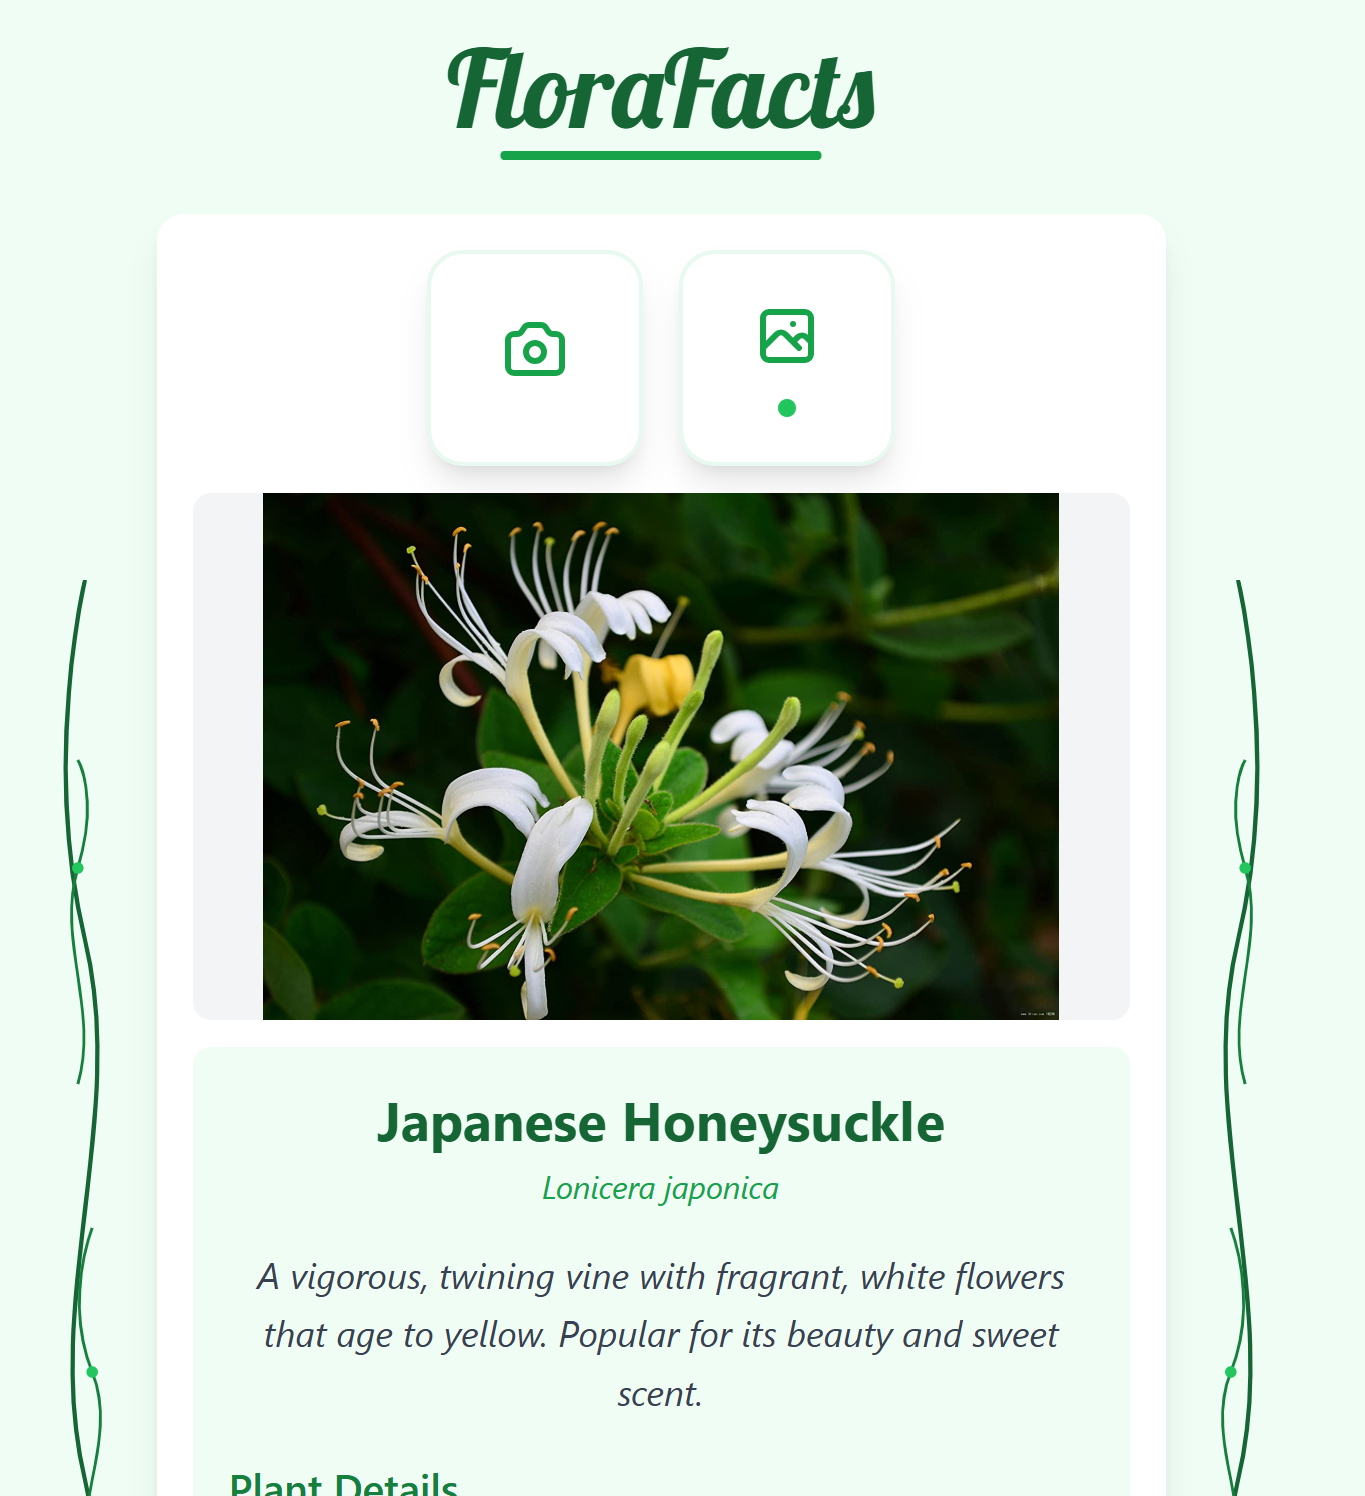 FloraFacts
Japanese Honeysuckle
Lonicera japonica
A vigorous, twining vine with fragrant, white flowers
that age to yellow. Popular for its beauty and sweet
scent.
Plant Details